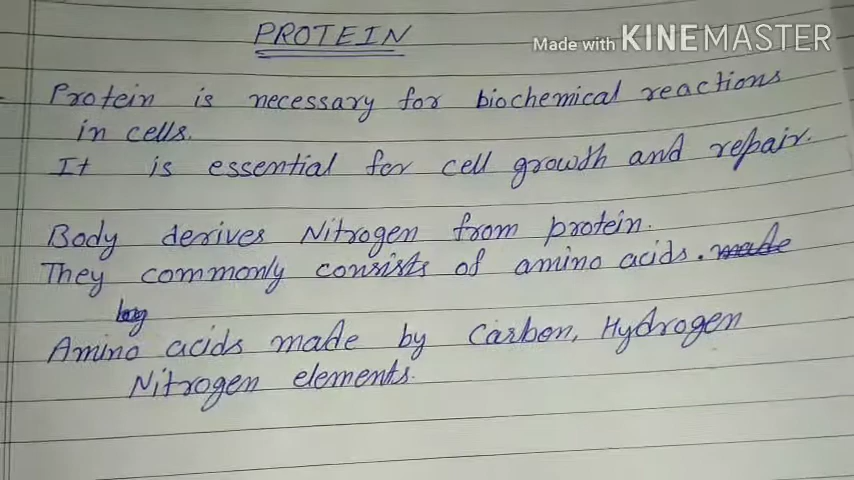 PROTEIN
Made with KINEMASTER
Protein is necessary for biochemical reactions
in cells.
It is essential for cell growth and repair.
Body derives Nitrogen from protein.
They commonly consists of amino acids. made
by
Amino acids made by Carbon, Hydrogen
Nitrogen elements.